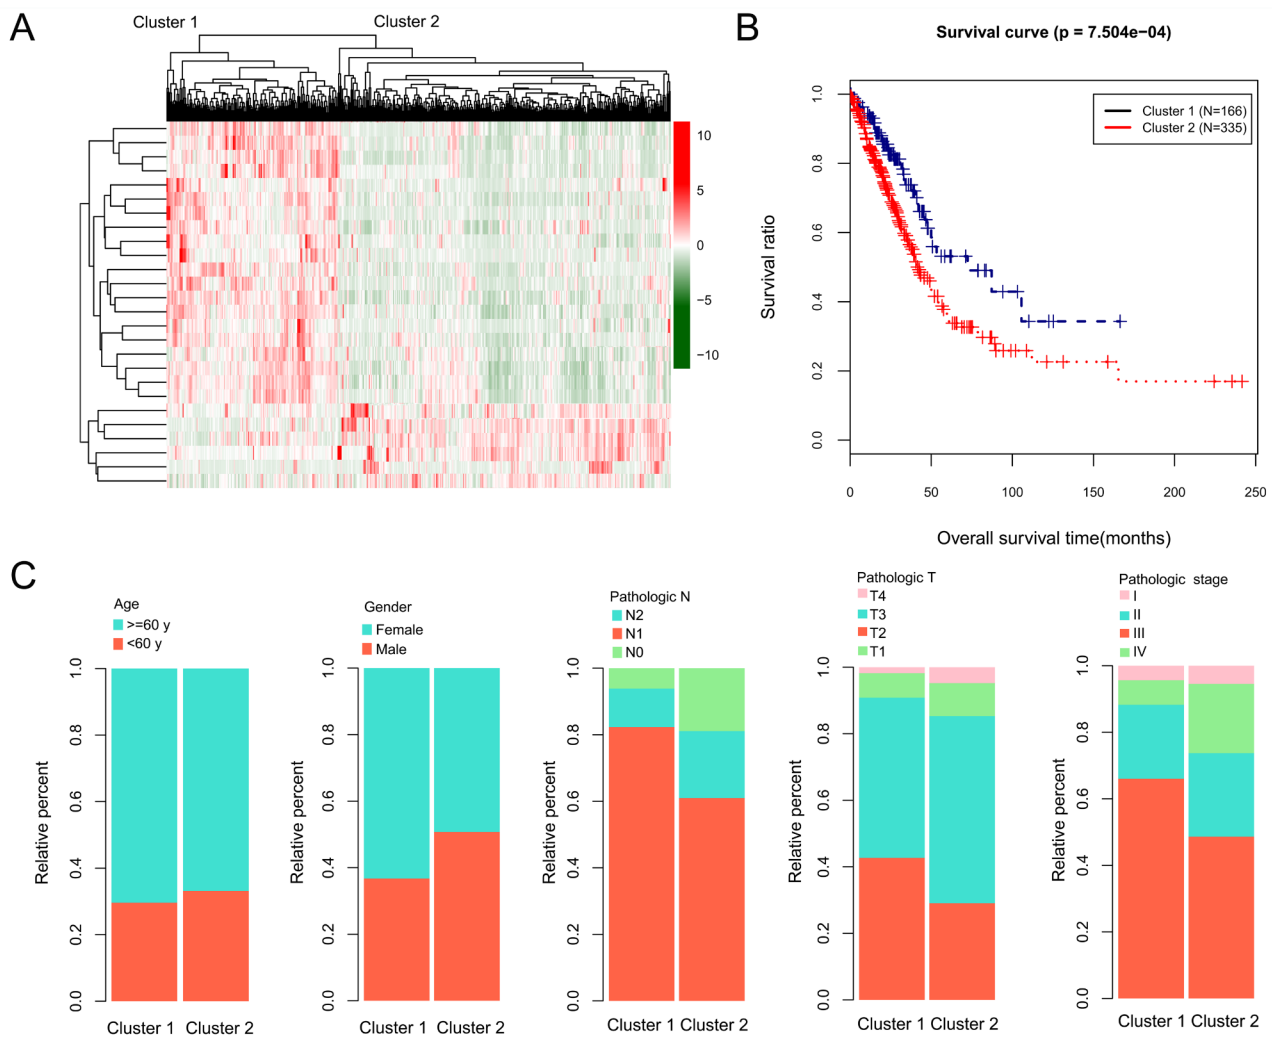 A
Cluster 1
Cluster 2
10
5
0
−5
−10
B
Survival curve (p = 7.504e−04)
Cluster 1 (N=166)
Cluster 2 (N=335)
Survival ratio
1.0
0.8
0.6
0.4
0.2
0.0
0
50
100
150
200
250
Overall survival time(months)
C
Age
>=60 y
<60 y
Relative percent
1.0
0.8
0.6
0.4
0.2
0.0
Cluster 1
Cluster 2
Gender
Female
Male
Relative percent
1.0
0.8
0.6
0.4
0.2
0.0
Cluster 1
Cluster 2
Pathologic N
N2
N1
N0
Relative percent
1.0
0.8
0.6
0.4
0.2
0.0
Cluster 1
Cluster 2
Pathologic T
T4
T3
T2
T1
Relative percent
1.0
0.8
0.6
0.4
0.2
0.0
Cluster 1
Cluster 2
Pathologic stage
I
II
III
IV
Relative percent
1.0
0.8
0.6
0.4
0.2
0.0
Cluster 1
Cluster 2